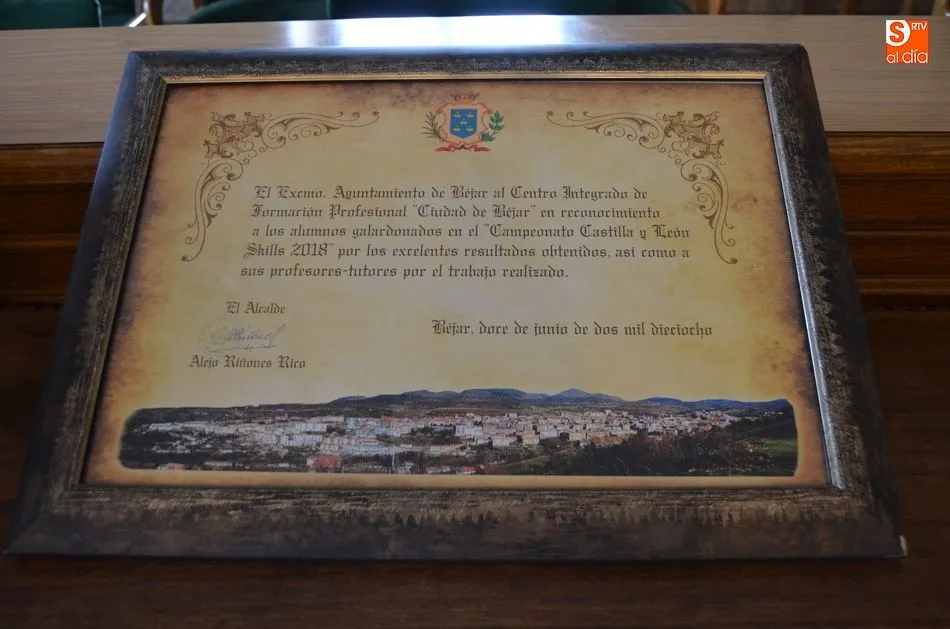 S RTV
al día
El Excmo. Ayuntamiento de Béjar al Centro Integrado de
Formación Profesional "Ciudad de Béjar" en reconocimiento
a los alumnos galardonados en el "Campeonato Castilla y León
Skills 2018" por los excelentes resultados obtenidos, así como a
sus profesores-tutores por el trabajo realizado.
El Alcalde
Béjar, doce de junio de dos mil dieciocho
Alejo Riñones Rico